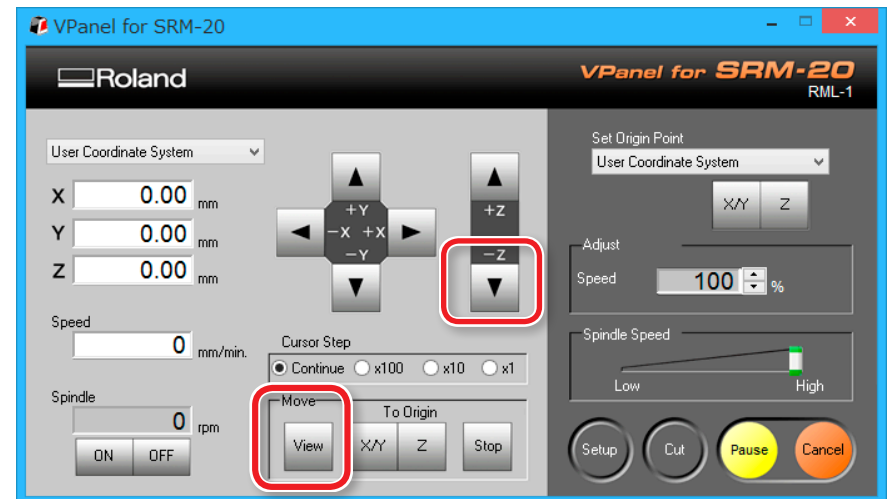 VPanel for SRM-20
Roland
VPanel for SRM-20
RML-1
User Coordinate System
X 0.00 mm
Y 0.00 mm
Z 0.00 mm
Speed
0 mm/min.
Spindle
0 rpm
ON OFF
+Y
-X +X
-Y
+Z
-Z
Cursor Step
Continue x100 x10 x1
Move
To Origin
View X/Y Z Stop
Set Origin Point
User Coordinate System
X/Y Z
Adjust
Speed 100 %
Spindle Speed
Low High
Setup Cut Pause Cancel